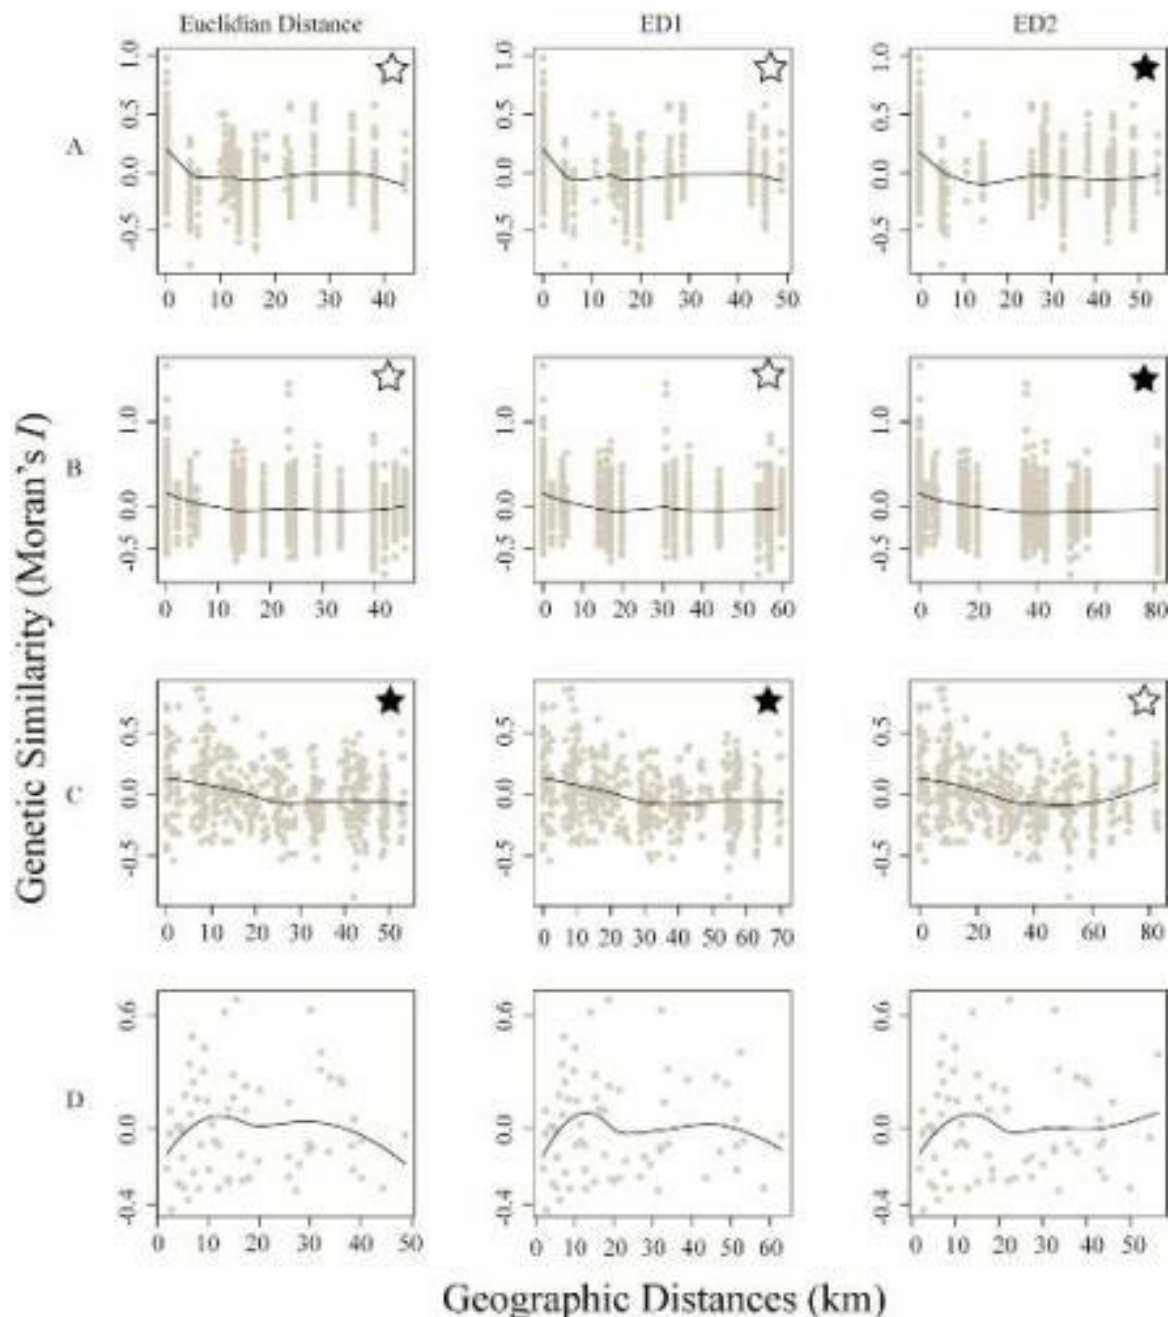 Euclidian Distance ED1 ED2
A
1.0 0.5 0.0 -0.5
0 10 20 30 40
1.0 0.5 0.0 -0.5
0 10 20 30 40 50
1.0 0.5 0.0 -0.5
0 10 20 30 40 50
B
1.0 0.0 -0.5
0 10 20 30 40
1.0 0.0 -0.5
0 10 20 30 40 50 60
1.0 0.0 -0.5
0 20 40 60 80
Genetic Similarity (Moran's I)
C
0.5 0.0 -0.5
0 10 20 30 40 50
0.5 0.0 -0.5
0 10 20 30 40 50 60 70
0.5 0.0 -0.5
0 20 40 60 80
D
0.6 0.0 -0.4
0 10 20 30 40 50
0.6 0.0 -0.4
0 10 20 30 40 50 60
0.6 0.0 -0.4
0 10 20 30 40 50
Geographic Distances (km)